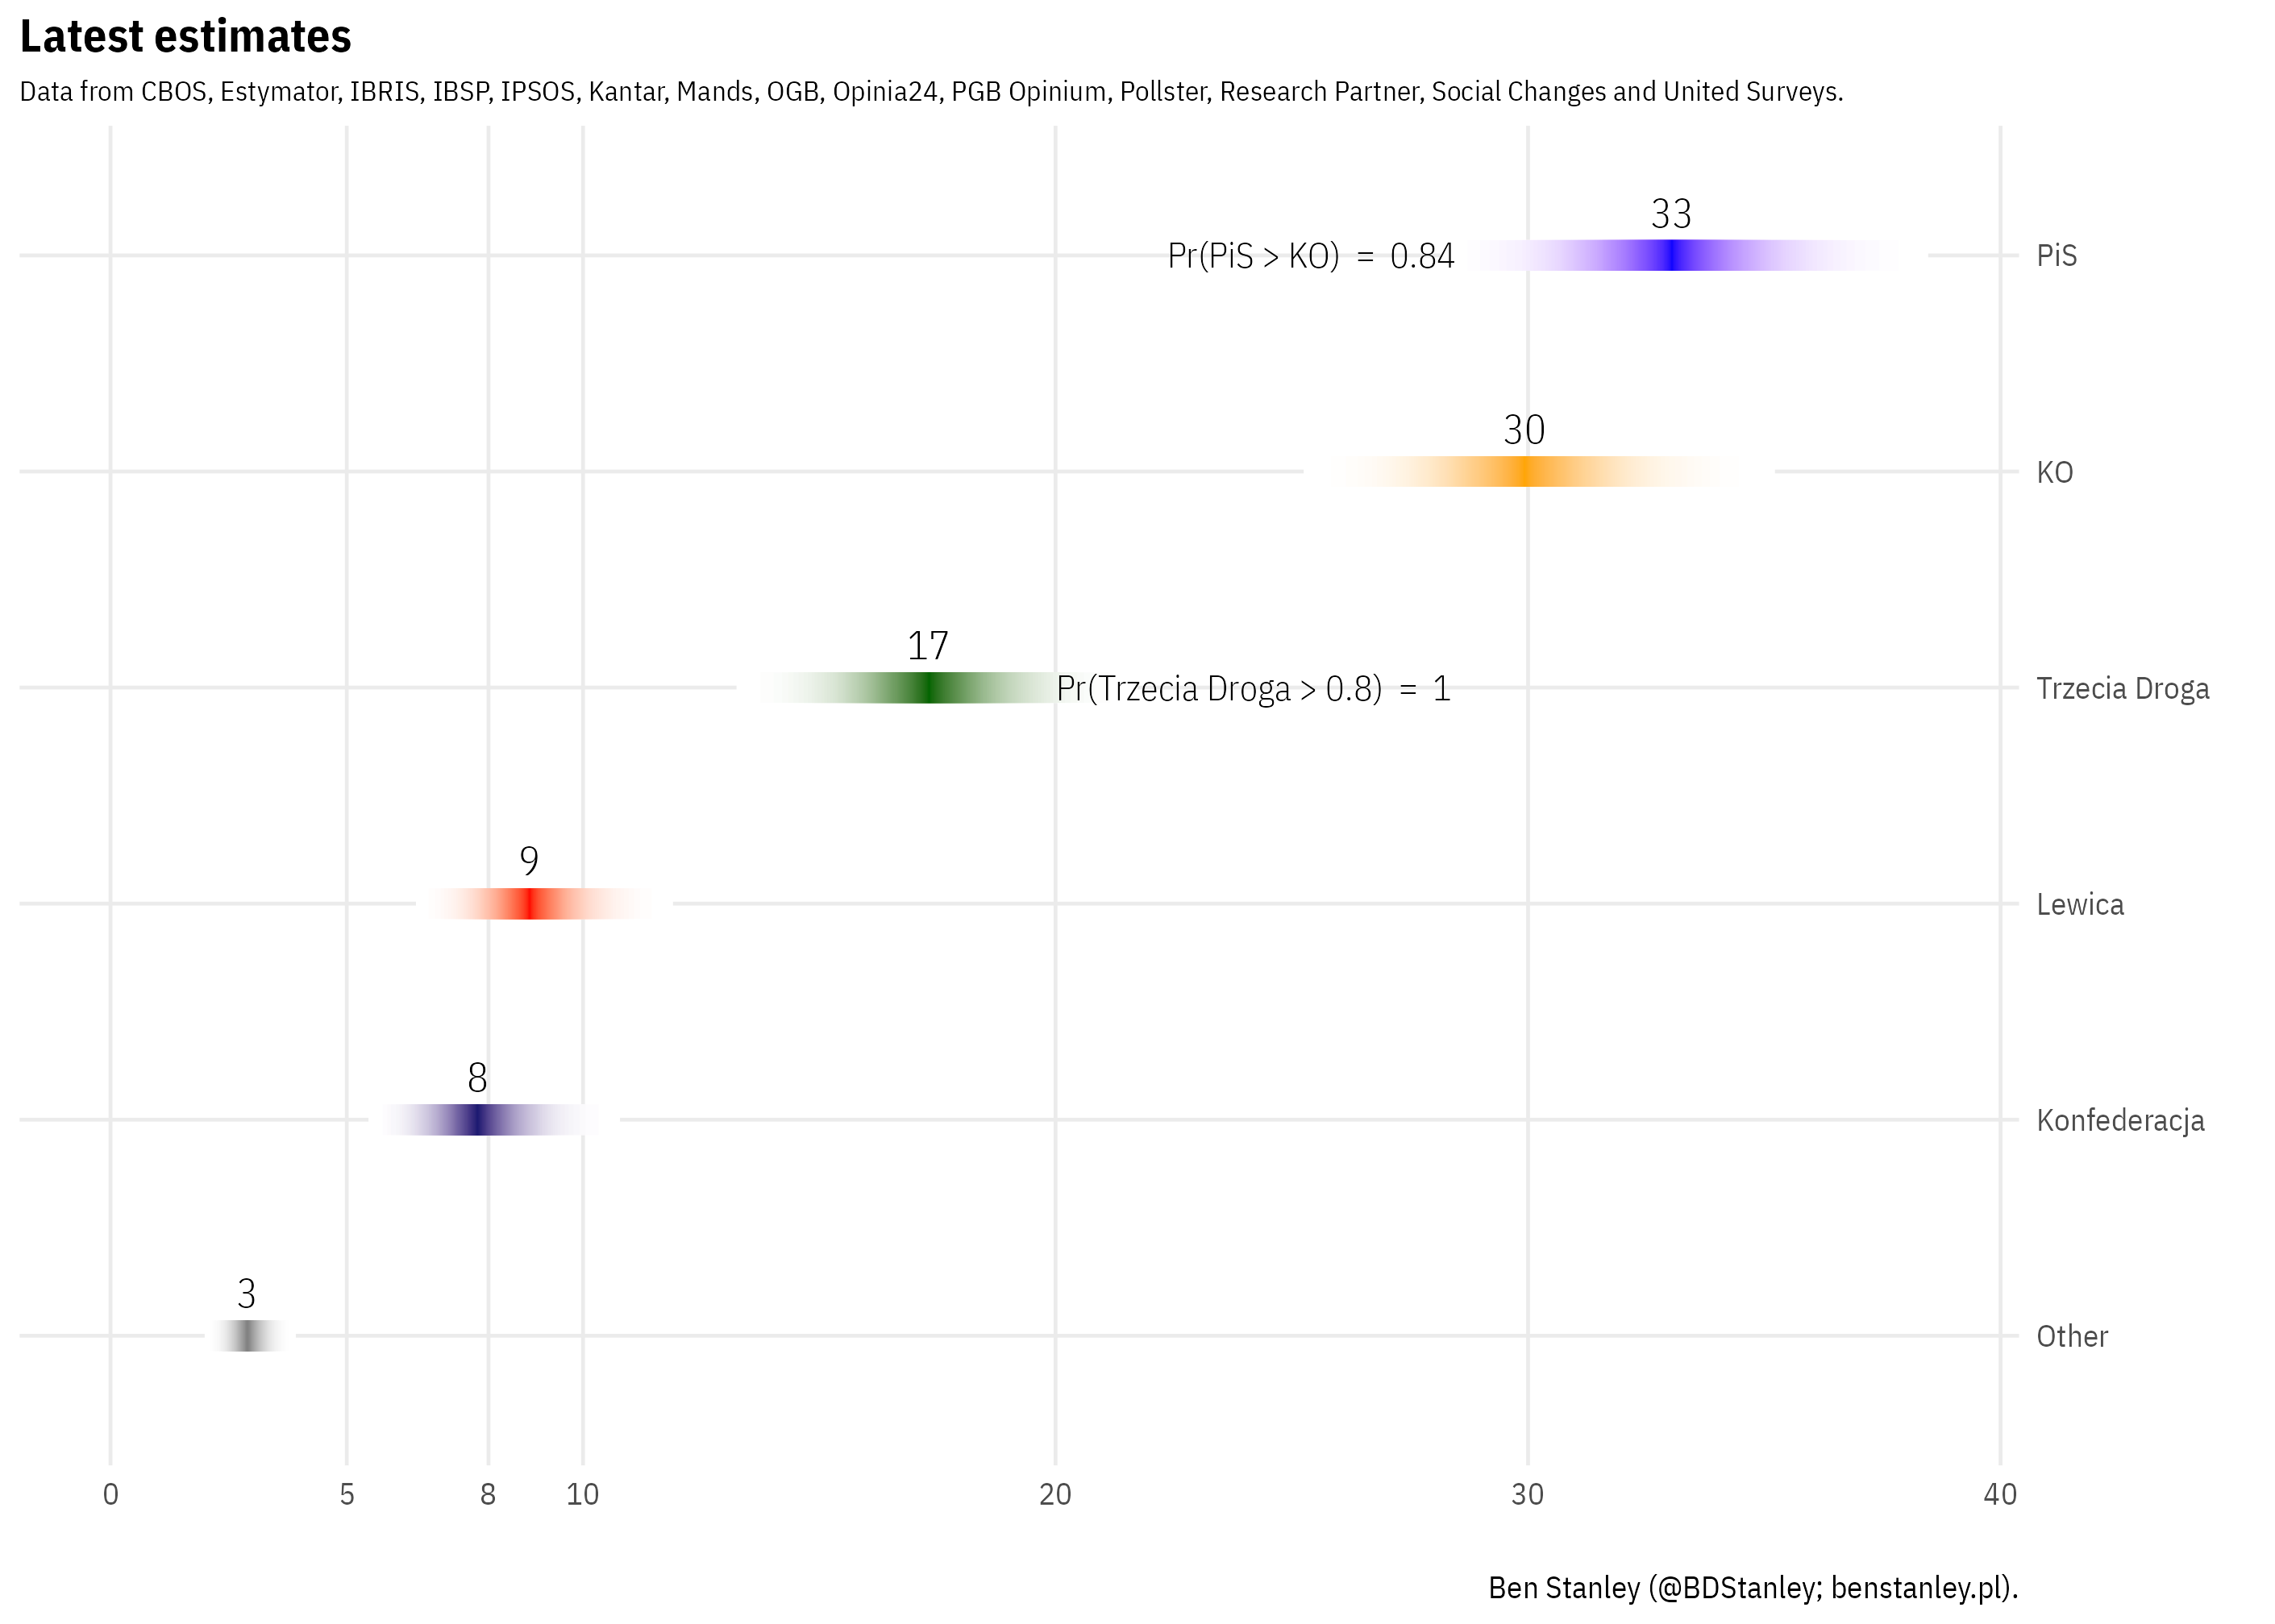 Latest estimates
Data from CBOS, Estymator, IBRIS, IBSP, IPSOS, Kantar, Mands, OGB, Opinia24, PGB Opinium, Pollster, Research Partner, Social Changes and United Surveys.
33
Pr(PiS > KO) = 0.84
PiS
30
KO
17
Pr(Trzecia Droga > 0.8) = 1
Trzecia Droga
9
Lewica
8
Konfederacja
3
Other
0 5 8 10 20 30 40
Ben Stanley (@BDStanley; benstanley.pl).